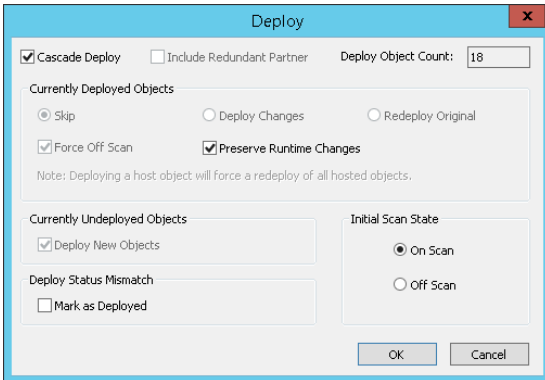 Deploy
x
Cascade Deploy Include Redundant Partner Deploy Object Count: 18
Currently Deployed Objects
Skip Deploy Changes Redeploy Original
Force Off Scan Preserve Runtime Changes
Note: Deploying a host object will force a redeploy of all hosted objects.
Currently Undeployed Objects
Deploy New Objects
Initial Scan State
On Scan
Off Scan
Deploy Status Mismatch
Mark as Deployed
OK Cancel